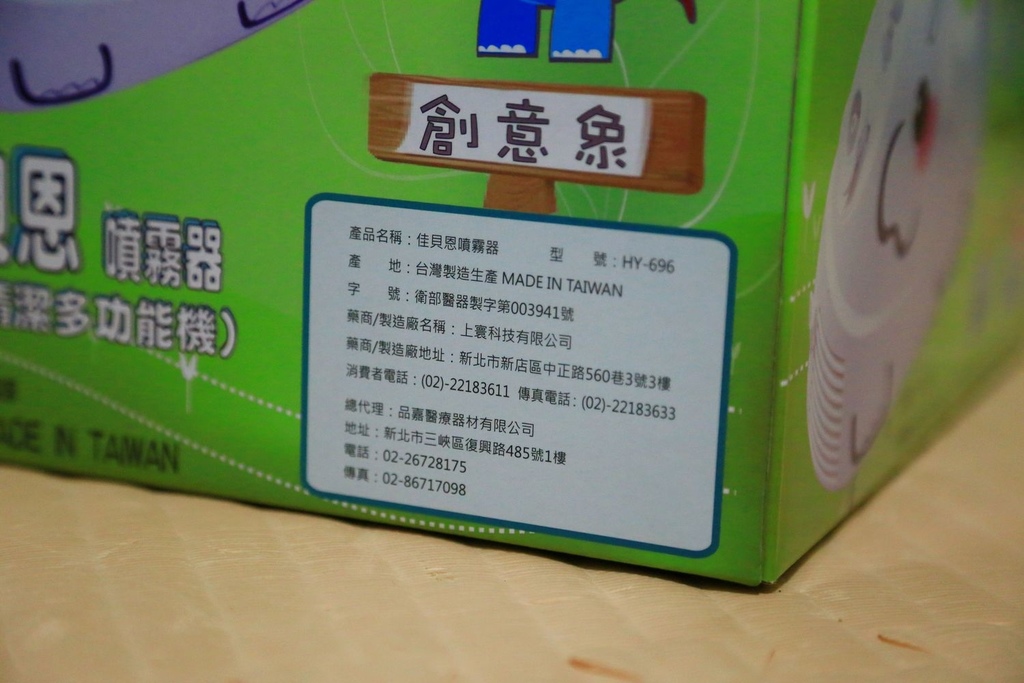 創意象
恩 噴霧器
清潔多功能機)
MADE IN TAIWAN
產品名稱：佳貝恩噴霧器 型 號：HY-696
產 地：台灣製造生產 MADE IN TAIWAN
字 號：衛部醫器製字第003941號
藥商/製造廠名稱：上寰科技有限公司
藥商/製造廠地址：新北市新店區中正路560巷3號3樓
消費者電話：(02)-22183611 傳真電話：(02)-22183633
總代理：品嘉醫療器材有限公司
地址：新北市三峽區復興路485號1樓
電話：02-26728175
傳真：02-86717098